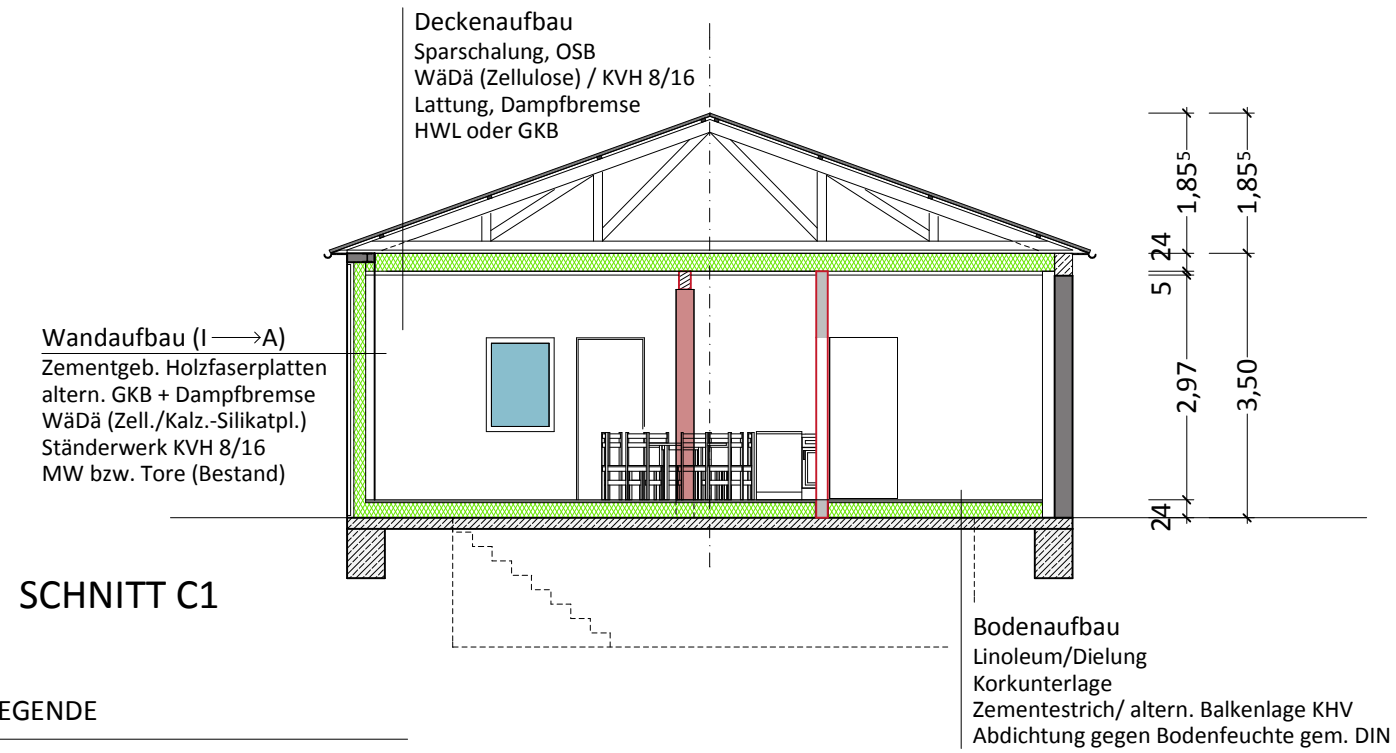 Deckenaufbau
Sparschalung, OSB
WäDä (Zellulose) / KVH 8/16
Lattung, Dampfbremse
HWL oder GKB
1,85⁵
1,85⁵
24
5
2,97
3,50
24
Wandaufbau (I ⟶A)
Zementgeb. Holzfaserplatten
altern. GKB + Dampfbremse
WäDä (Zell./Kalz.-Silikatpl.)
Ständerwerk KVH 8/16
MW bzw. Tore (Bestand)
SCHNITT C1
Bodenaufbau
Linoleum/Dielung
Korkunterlage
Zementestrich/ altern. Balkenlage KHV
Abdichtung gegen Bodenfeuchte gem. DIN
EGENDE